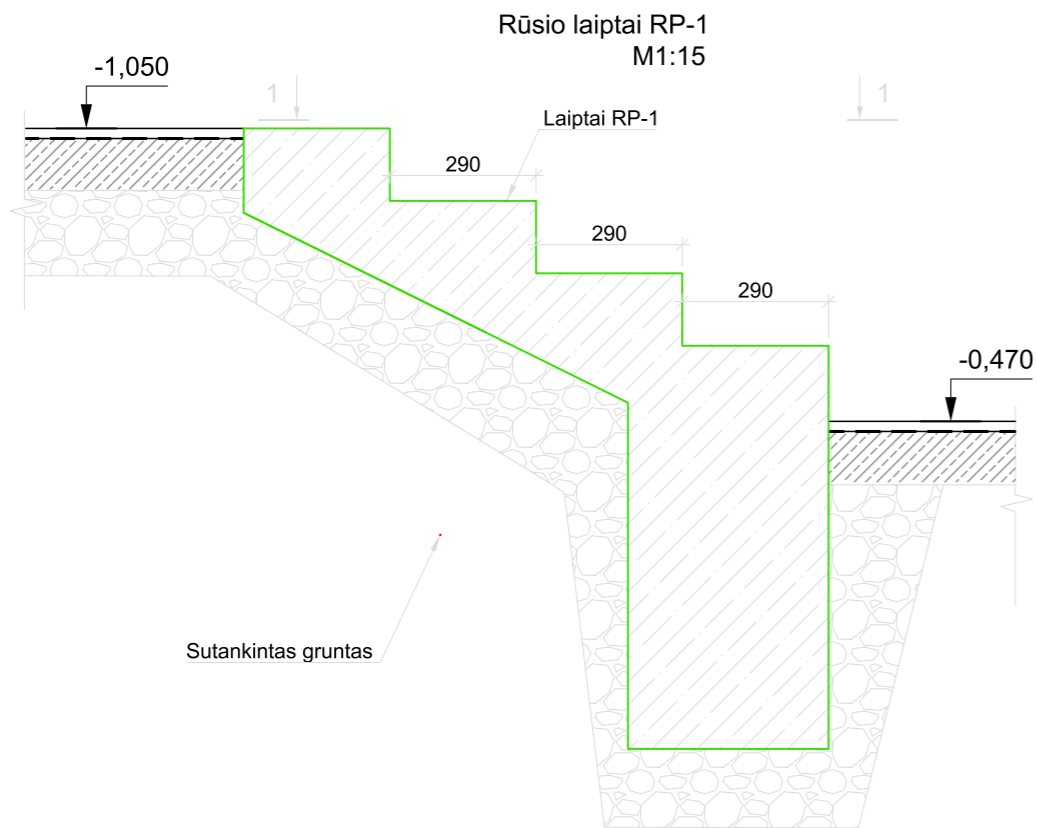 Rūsio laiptai RP-1
M1:15
-1,050
1
1
Laiptai RP-1
290
290
290
-0,470
Sutankintas gruntas